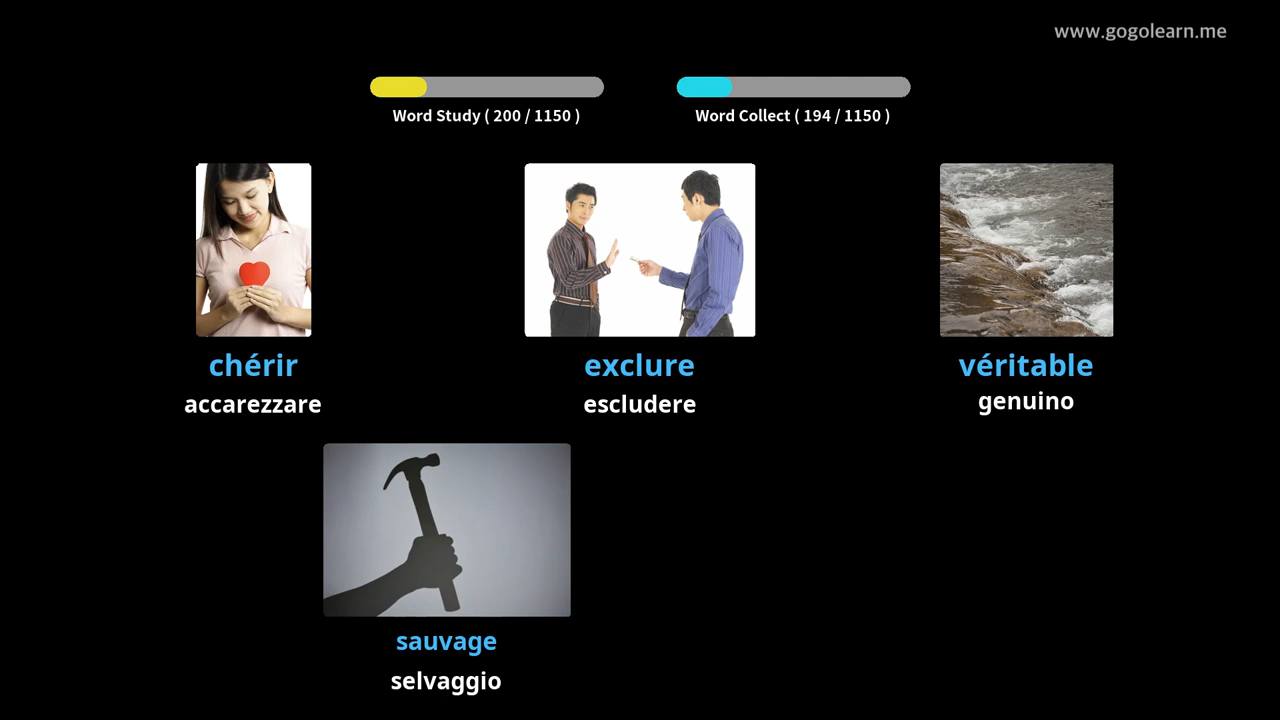 www.gogolearn.me
Word Study ( 200 / 1150 )
Word Collect ( 194 / 1150 )
chérir
accarezzare
exclure
escludere
véritable
genuino
sauvage
selvaggio